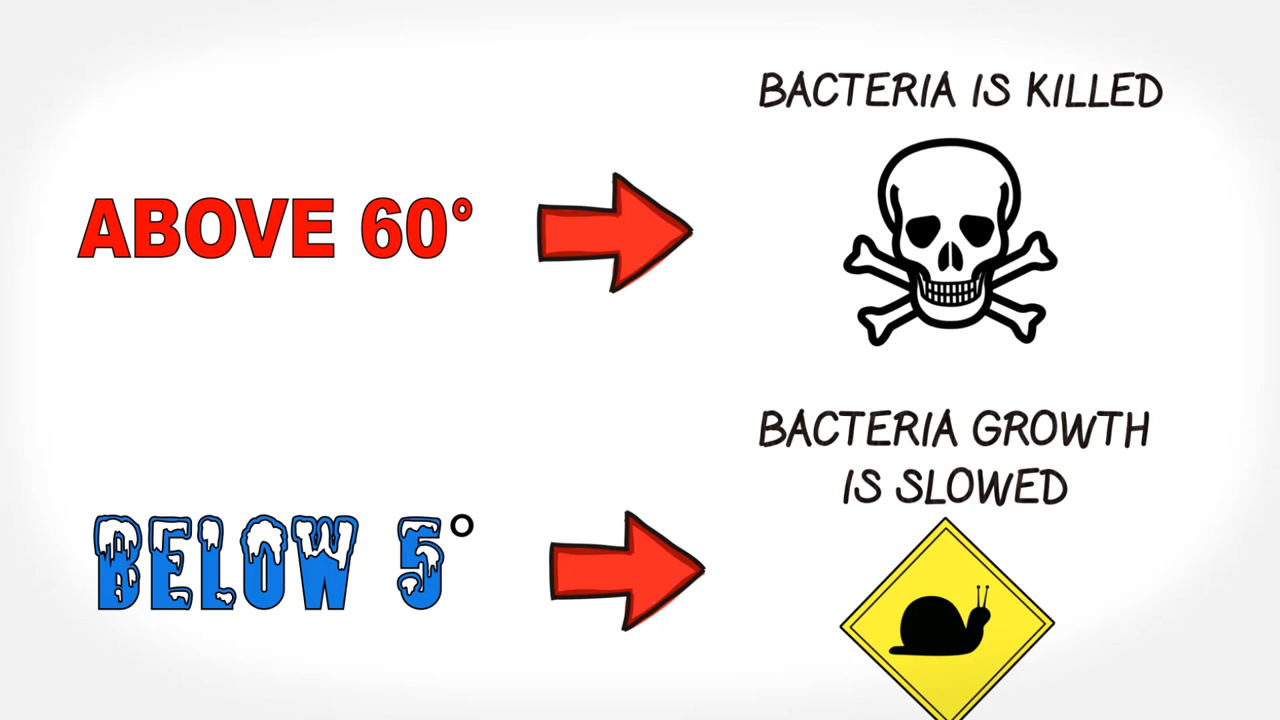 BACTERIA IS KILLED
ABOVE 60°
BACTERIA GROWTH
IS SLOWED
BELOW 5°